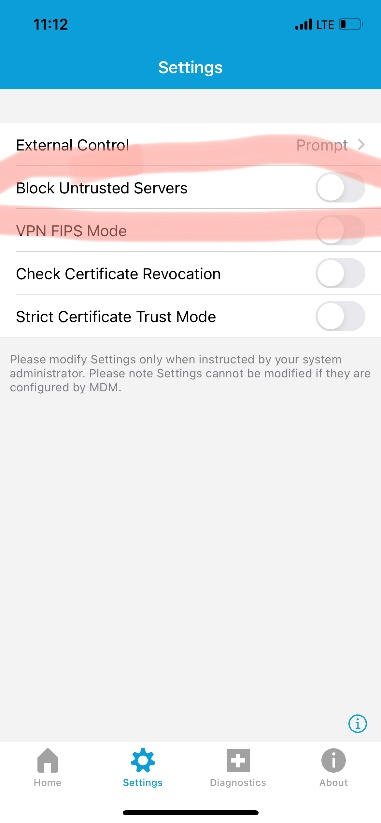 11:12
LTE
Settings
External Control
Prompt
Block Untrusted Servers
VPN FIPS Mode
Check Certificate Revocation
Strict Certificate Trust Mode
Please modify Settings only when instructed by your system
administrator. Please note Settings cannot be modified if they are
configured by MDM.
Home
Settings
Diagnostics
About